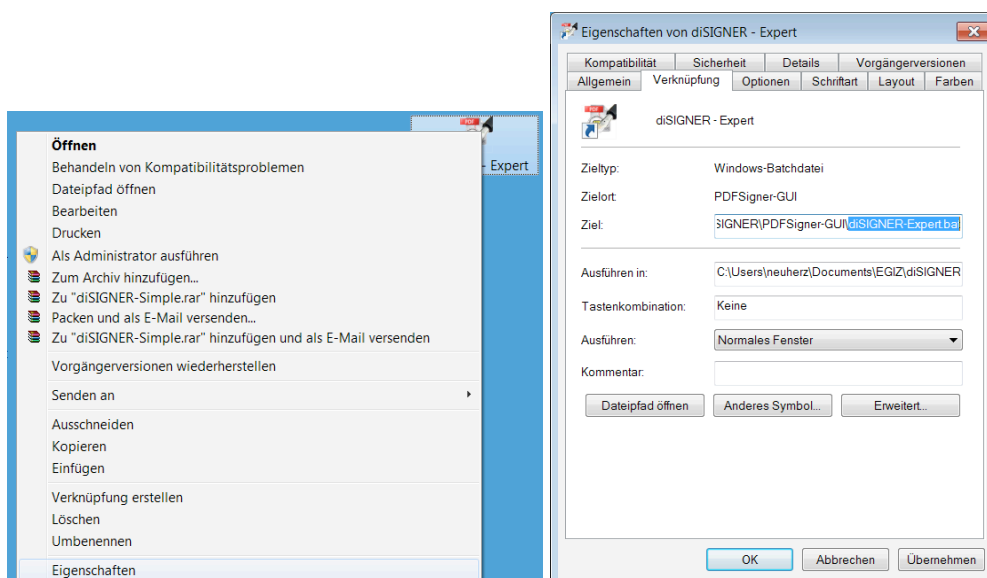 - Expert
Öffnen
Behandeln von Kompatibilitätsproblemen
Dateipfad öffnen
Bearbeiten
Drucken
Als Administrator ausführen
Zum Archiv hinzufügen...
Zu "diSIGNER-Simple.rar" hinzufügen
Packen und als E-Mail versenden...
Zu "diSIGNER-Simple.rar" hinzufügen und als E-Mail versenden
Vorgängerversionen wiederherstellen
Senden an
Ausschneiden
Kopieren
Einfügen
Verknüpfung erstellen
Löschen
Umbenennen
Eigenschaften
Eigenschaften von diSIGNER - Expert
Kompatibilität Sicherheit Details Vorgängerversionen
Allgemein Verknüpfung Optionen Schriftart Layout Farben
PDF
diSIGNER - Expert
Zieltyp: Windows-Batchdatei
Zielort: PDFSigner-GUI
Ziel: SIGNER\PDFSigner-GUI\diSIGNER-Expert.bat
Ausführen in: C:\Users\neuherz\Documents\EGIZ\diSIGNER
Tastenkombination: Keine
Ausführen: Normales Fenster
Kommentar:
Dateipfad öffnen Anderes Symbol... Erweitert...
OK Abbrechen Übernehmen